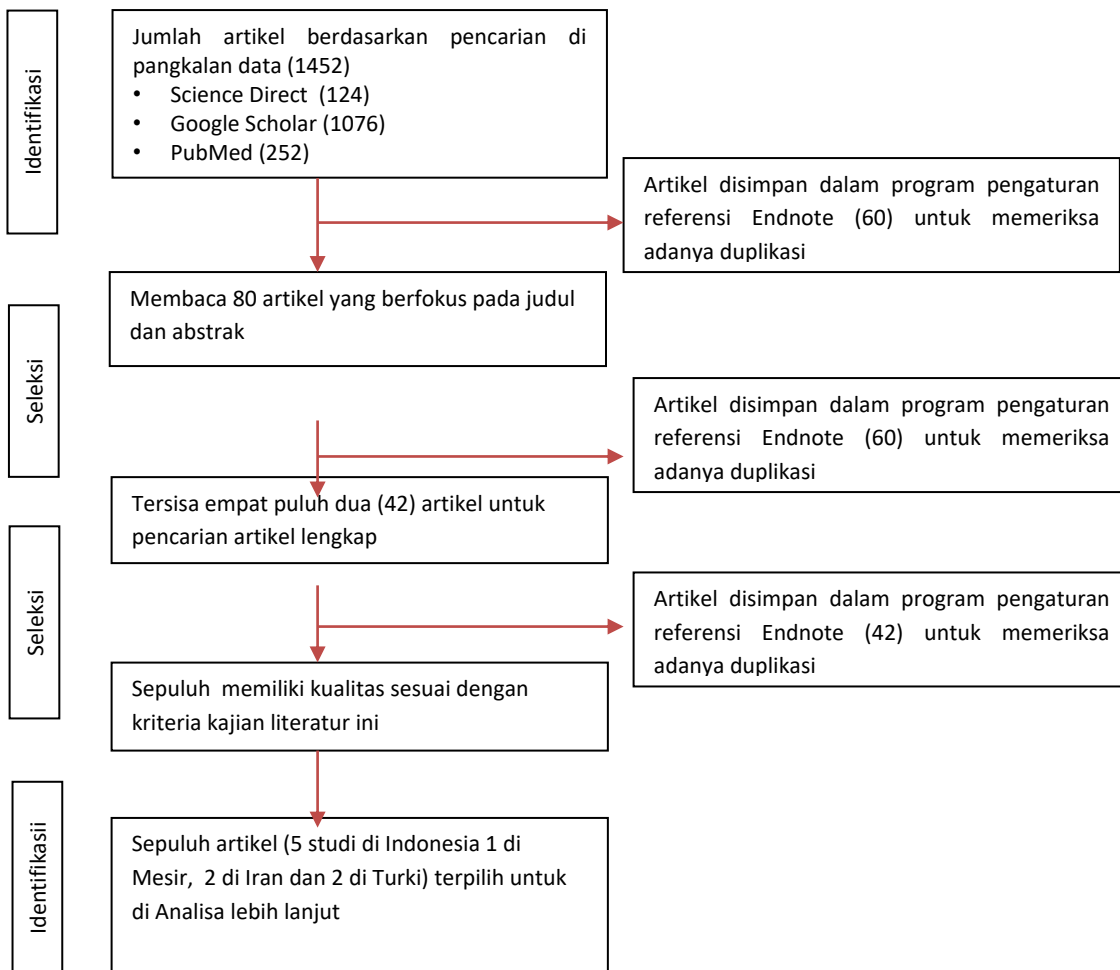 Identifikasi
Jumlah artikel berdasarkan pencarian di
pangkalan data (1452)
• Science Direct (124)
• Google Scholar (1076)
• PubMed (252)
Artikel disimpan dalam program pengaturan
referensi Endnote (60) untuk memeriksa
adanya duplikasi
Membaca 80 artikel yang berfokus pada judul
dan abstrak
Seleksi
Artikel disimpan dalam program pengaturan
referensi Endnote (60) untuk memeriksa
adanya duplikasi
Tersisa empat puluh dua (42) artikel untuk
pencarian artikel lengkap
Seleksi
Artikel disimpan dalam program pengaturan
referensi Endnote (42) untuk memeriksa
adanya duplikasi
Sepuluh memiliki kualitas sesuai dengan
kriteria kajian literatur ini
Identifikasii
Sepuluh artikel (5 studi di Indonesia 1 di
Mesir, 2 di Iran dan 2 di Turki) terpilih untuk
di Analisa lebih lanjut